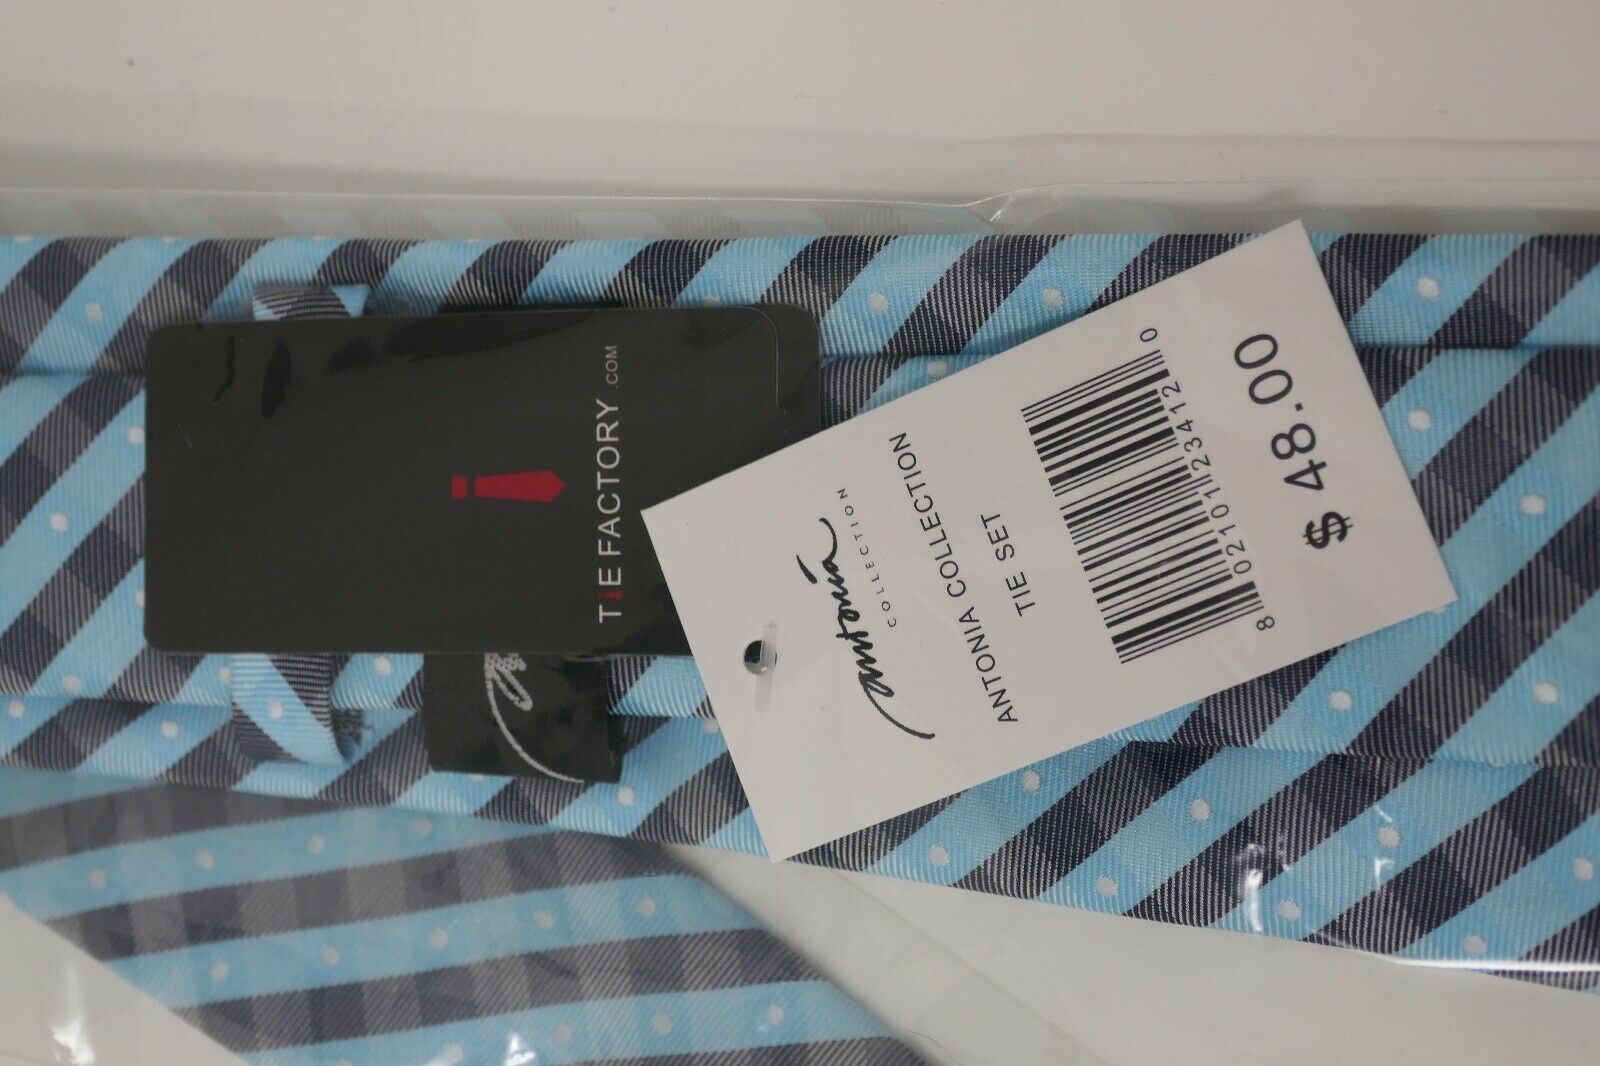 TiE FACTORY .COM
Antonia
COLLECTION
ANTONIA COLLECTION
TIE SET
8 02101 23412 0
$ 48.00